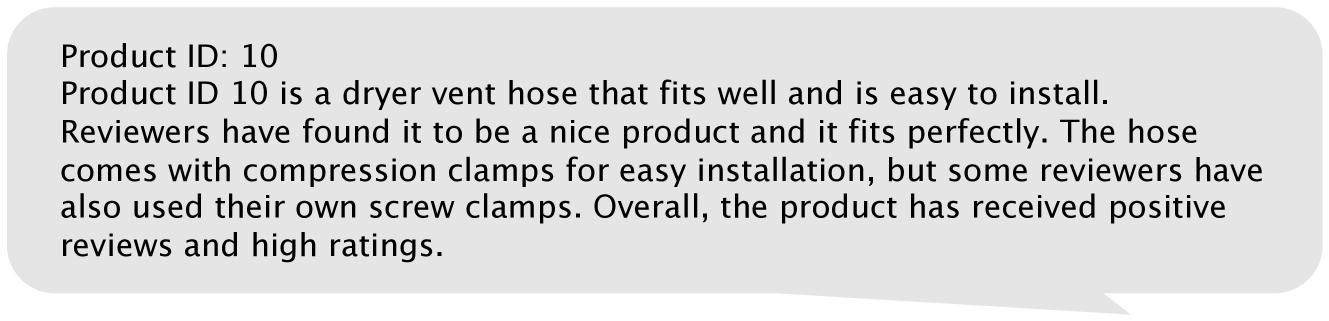 Product ID: 10
Product ID 10 is a dryer vent hose that fits well and is easy to install.
Reviewers have found it to be a nice product and it fits perfectly. The hose
comes with compression clamps for easy installation, but some reviewers have
also used their own screw clamps. Overall, the product has received positive
reviews and high ratings.